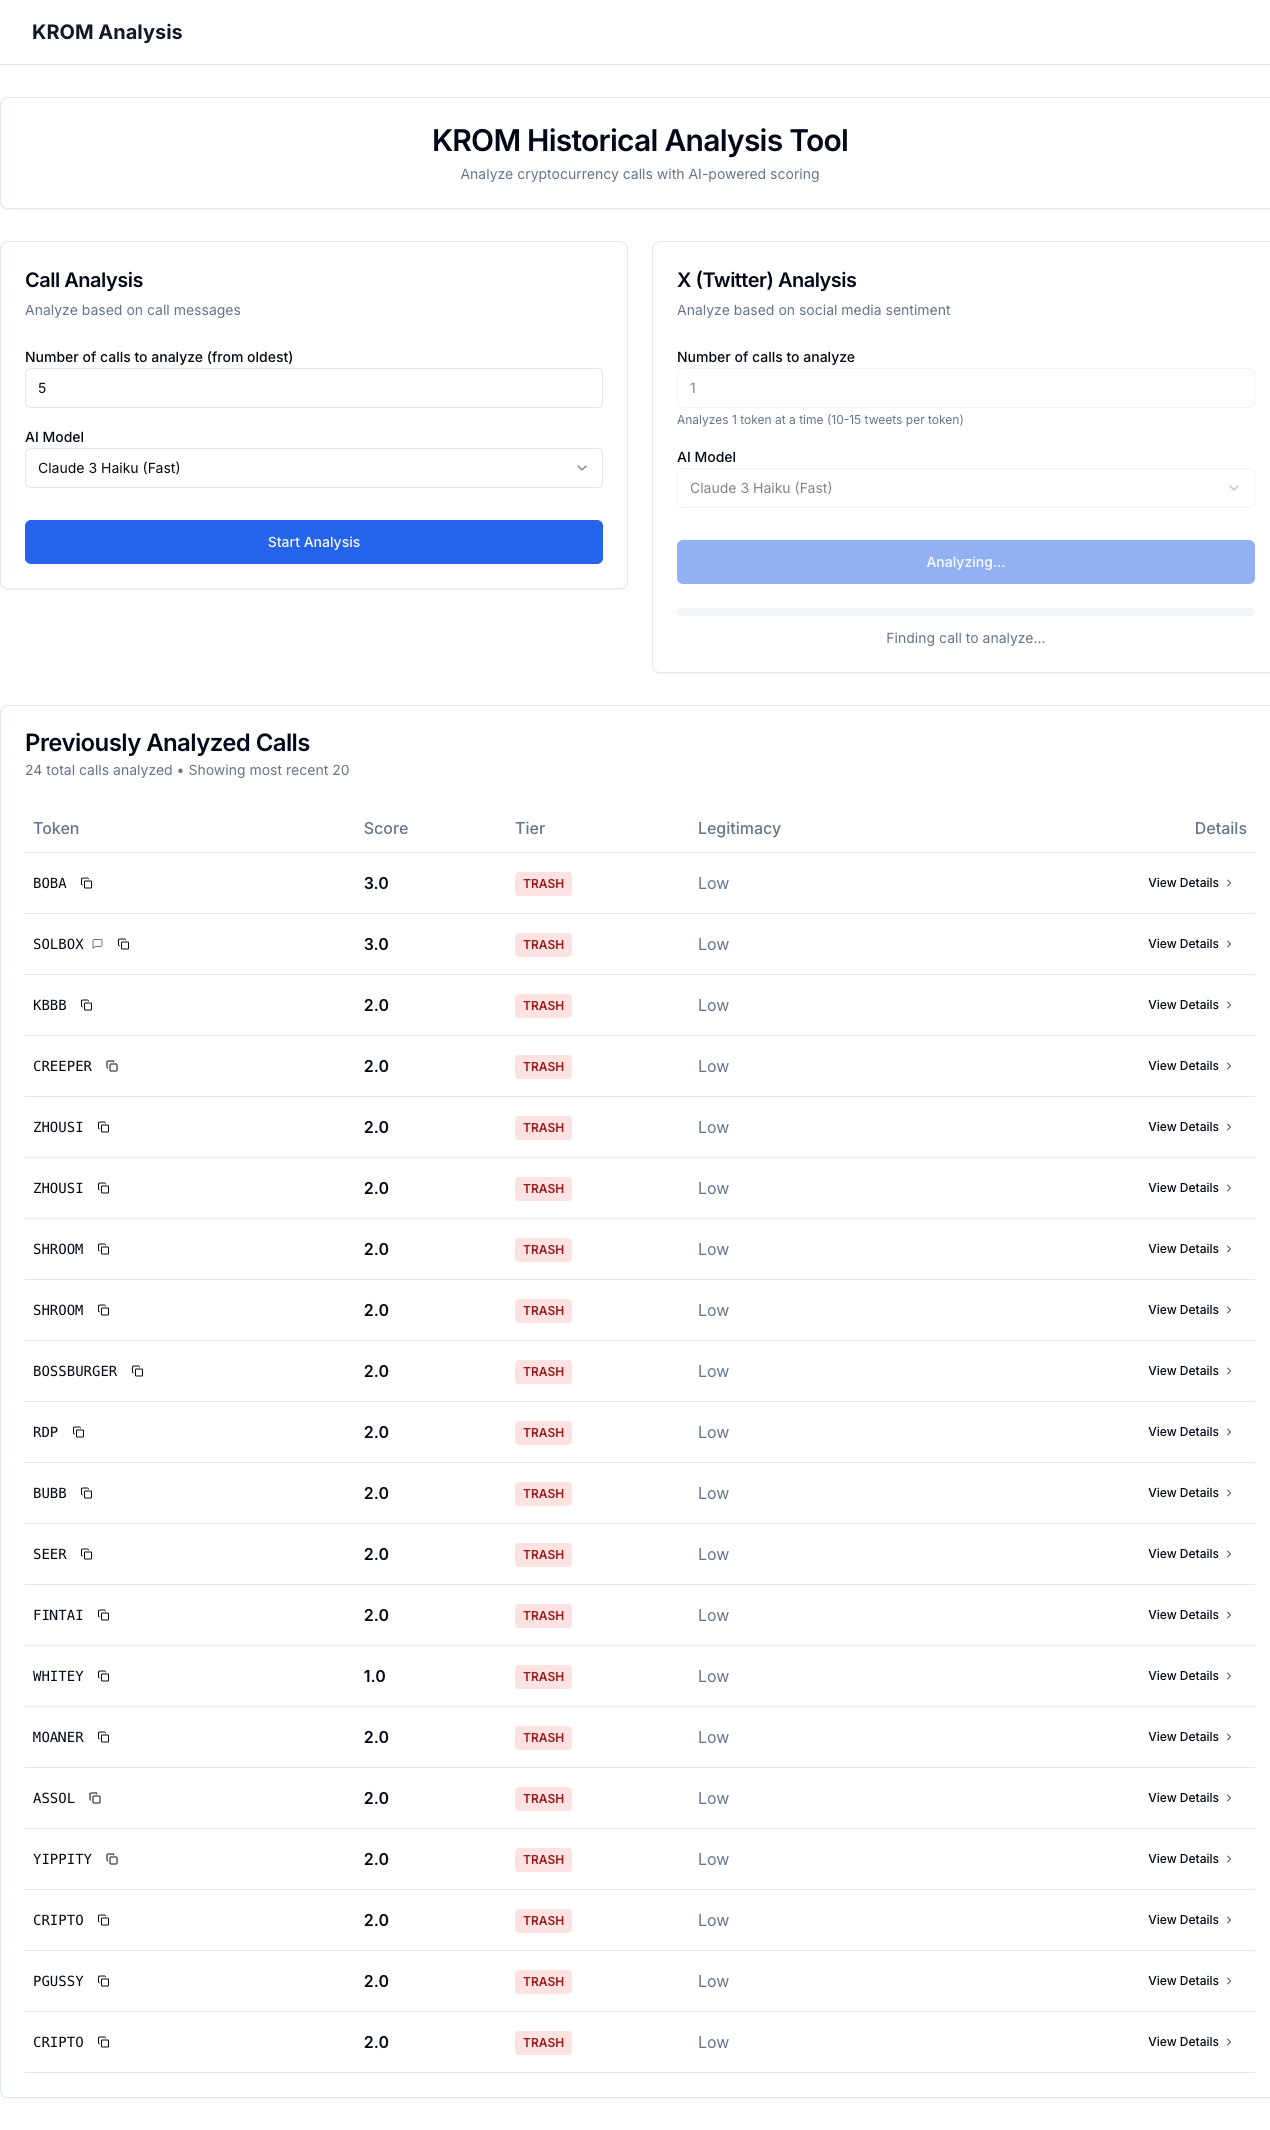 KROM Analysis
KROM Historical Analysis Tool
Analyze cryptocurrency calls with AI-powered scoring
Call Analysis
Analyze based on call messages
Number of calls to analyze (from oldest)
5
AI Model
Claude 3 Haiku (Fast)
Start Analysis
X (Twitter) Analysis
Analyze based on social media sentiment
Number of calls to analyze
1
Analyzes 1 token at a time (10-15 tweets per token)
AI Model
Claude 3 Haiku (Fast)
Analyzing...
Finding call to analyze...
Previously Analyzed Calls
24 total calls analyzed • Showing most recent 20
Token Score Tier Legitimacy Details
BOBA 3.0 TRASH Low View Details
SOLBOX 3.0 TRASH Low View Details
KBBB 2.0 TRASH Low View Details
CREEPER 2.0 TRASH Low View Details
ZHOUSI 2.0 TRASH Low View Details
ZHOUSI 2.0 TRASH Low View Details
SHROOM 2.0 TRASH Low View Details
SHROOM 2.0 TRASH Low View Details
BOSSBURGER 2.0 TRASH Low View Details
RDP 2.0 TRASH Low View Details
BUBB 2.0 TRASH Low View Details
SEER 2.0 TRASH Low View Details
FINTAI 2.0 TRASH Low View Details
WHITEY 1.0 TRASH Low View Details
MOANER 2.0 TRASH Low View Details
ASSOL 2.0 TRASH Low View Details
YIPPITY 2.0 TRASH Low View Details
CRIPTO 2.0 TRASH Low View Details
PGUSSY 2.0 TRASH Low View Details
CRIPTO 2.0 TRASH Low View Details